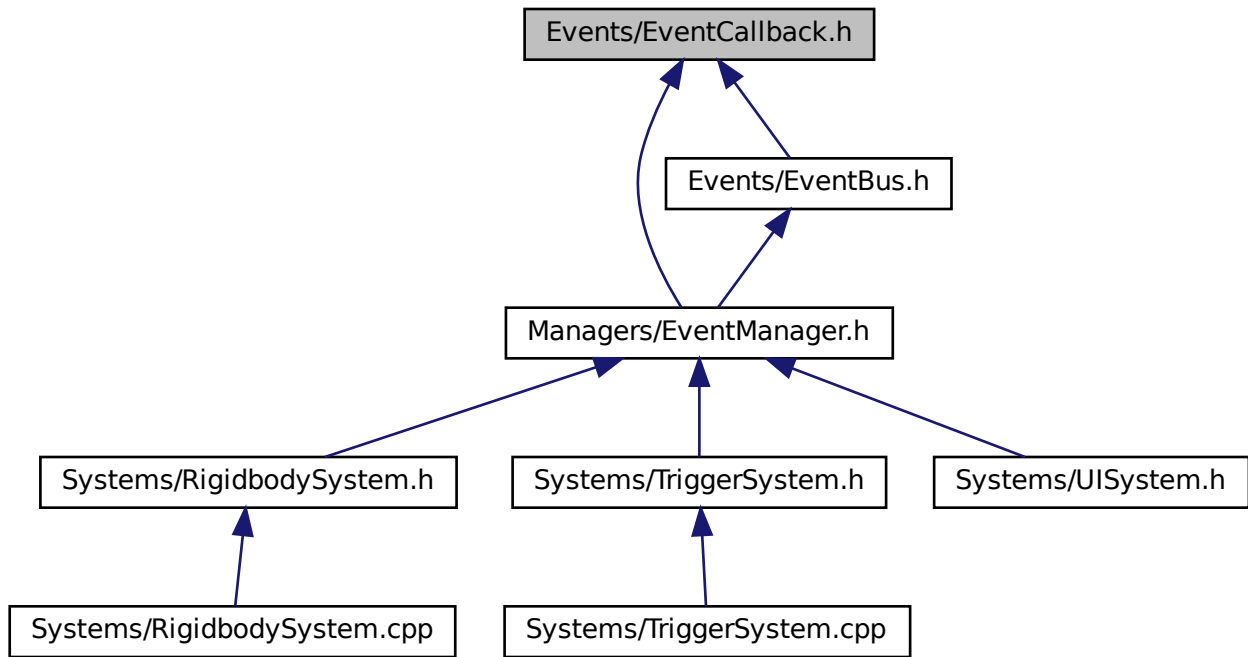 Events/EventCallback.h
Events/EventBus.h
Managers/EventManager.h
Systems/RigidbodySystem.h
Systems/TriggerSystem.h
Systems/UISystem.h
Systems/RigidbodySystem.cpp
Systems/TriggerSystem.cpp